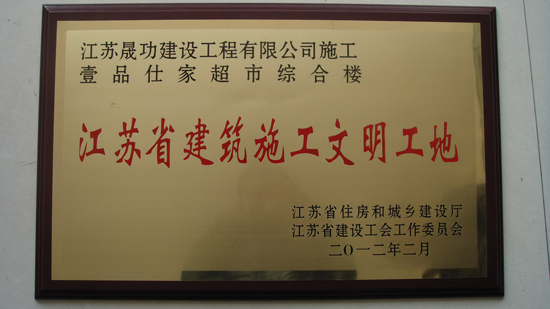 江苏晟功建设工程有限公司施工
壹品仕家超市综合楼
江苏省建筑施工文明工地
江苏省住房和城乡建设厅
江苏省建设工会工作委员会
二〇一二年二月